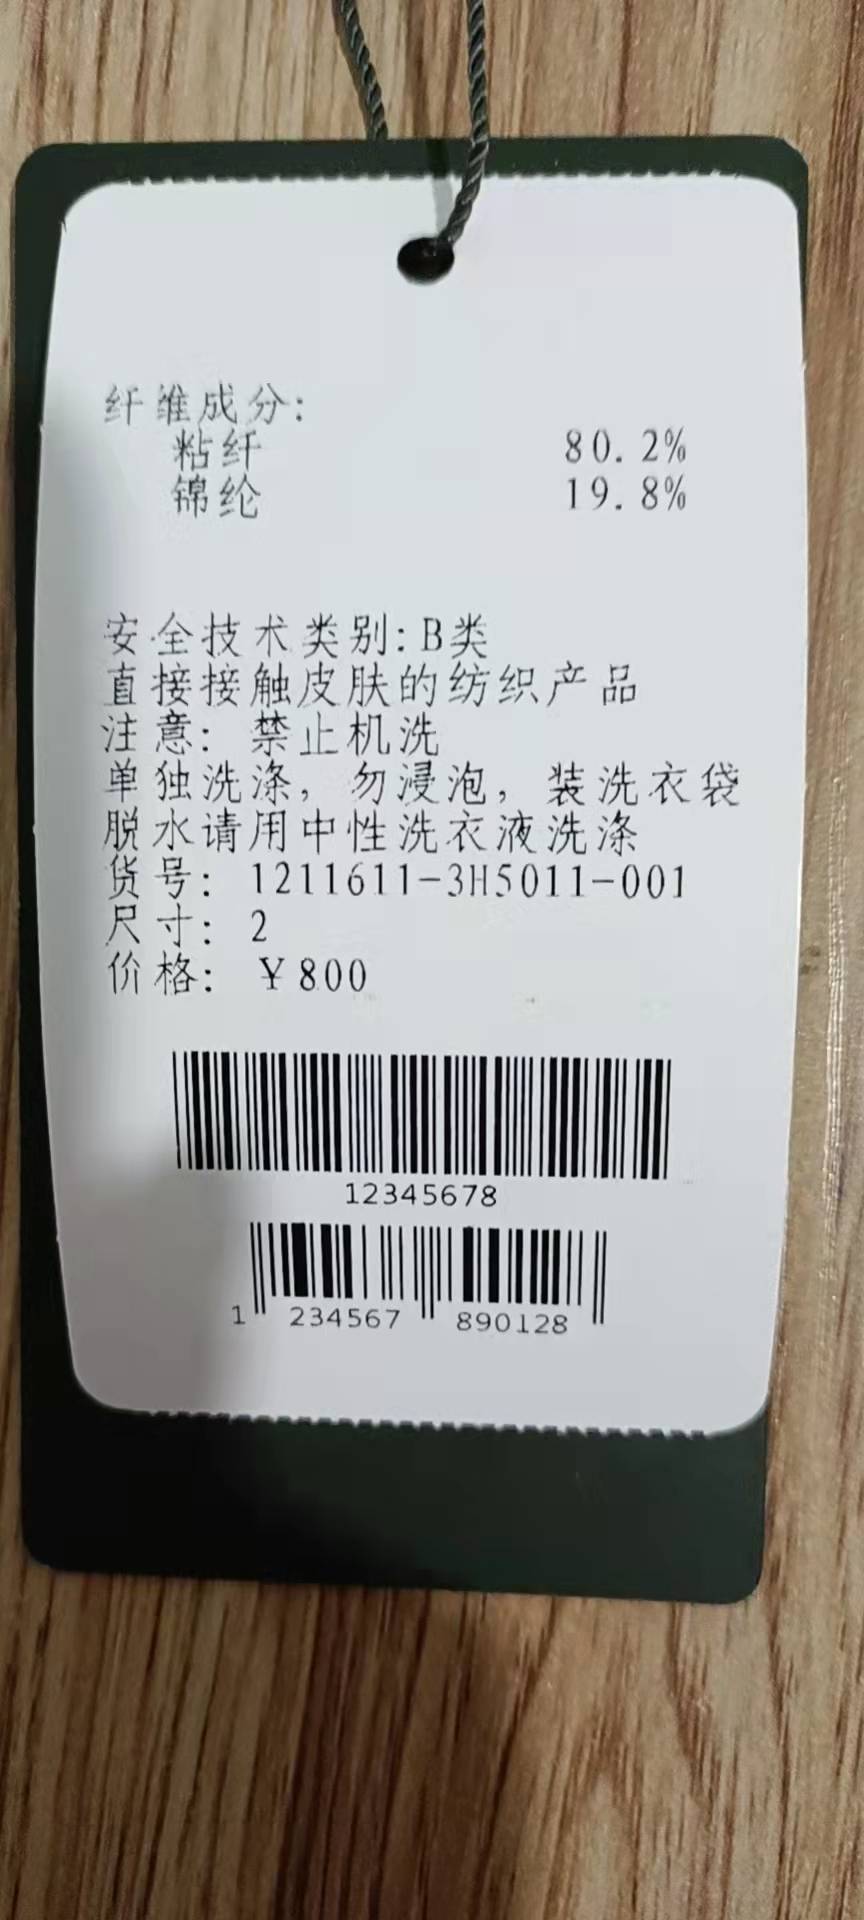 纤维成分:
粘纤 80.2%
锦纶 19.8%
安全技术类别:B类
直接接触皮肤的纺织产品
注意: 禁止机洗
单独洗涤, 勿浸泡, 装洗衣袋
脱水请用中性洗衣液洗涤
货号: 1211611-3H5011-001
尺寸: 2
价格: ¥800
12345678
1 234567 890128